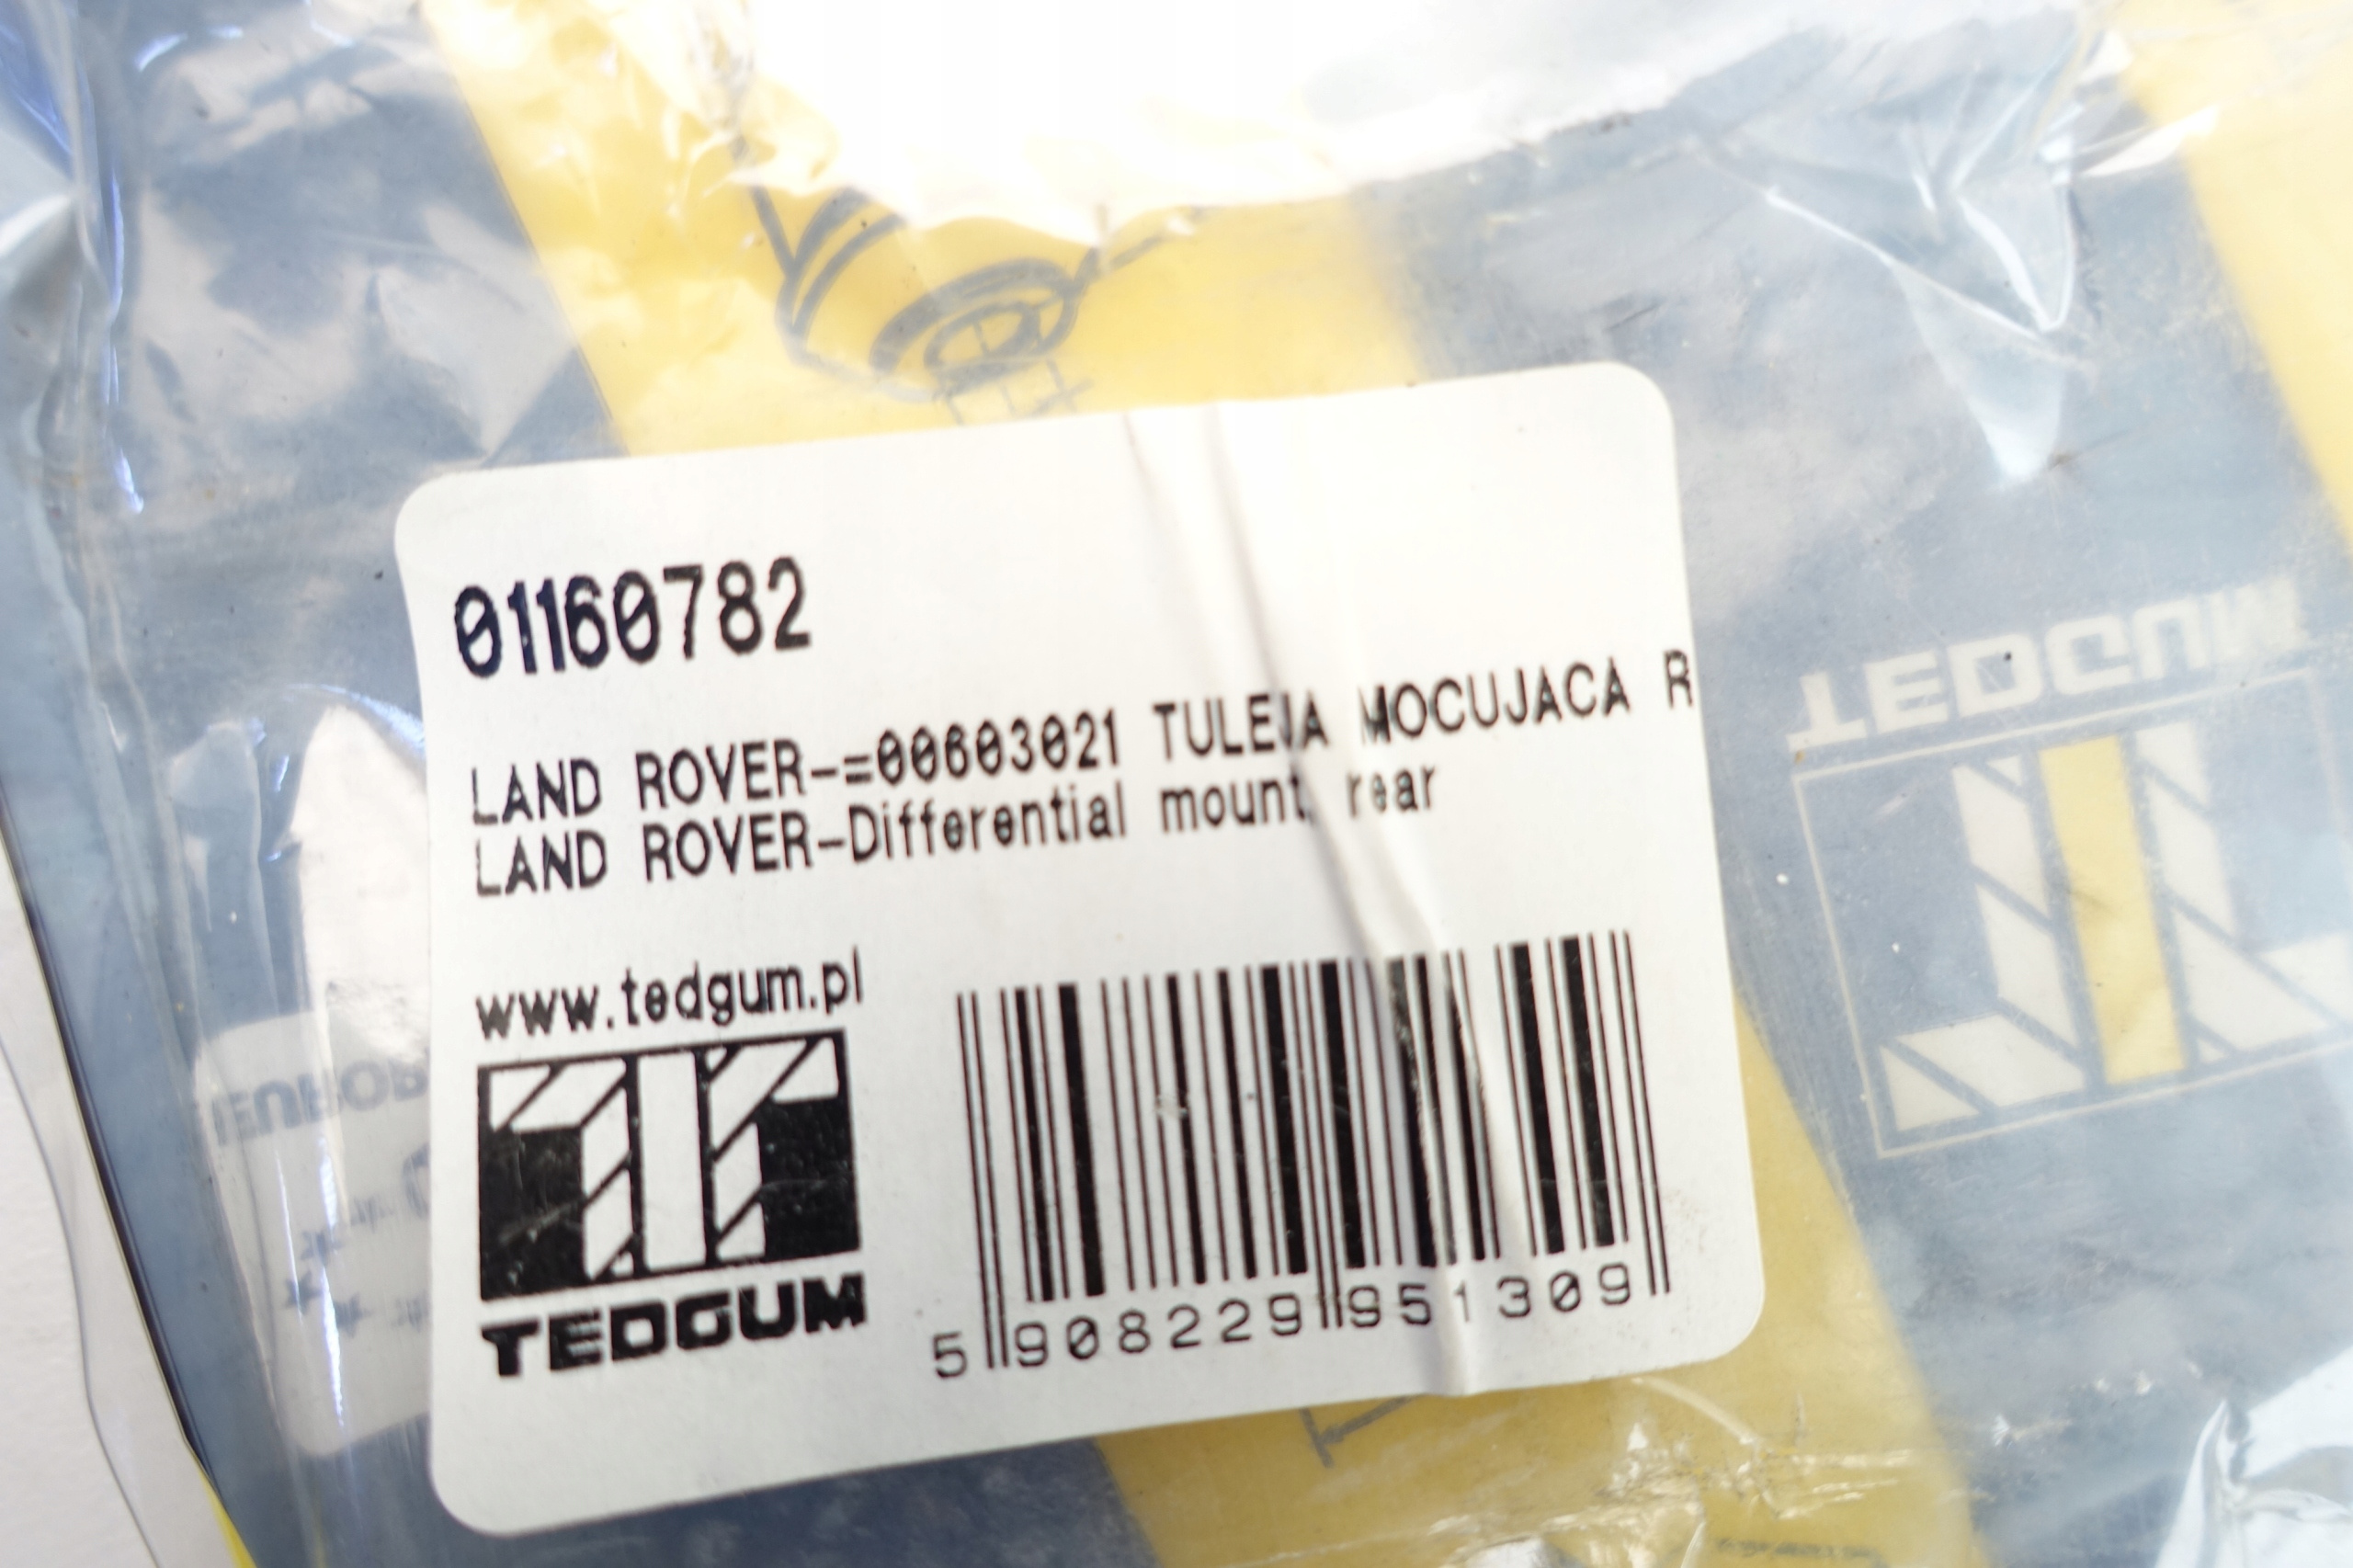 01160782
LAND ROVER-=00603021 TULEJA MOCUJACA R
LAND ROVER-Differential mount, rear
www.tedgum.pl
TEDGUM
5 908229 951309
TEDGUM